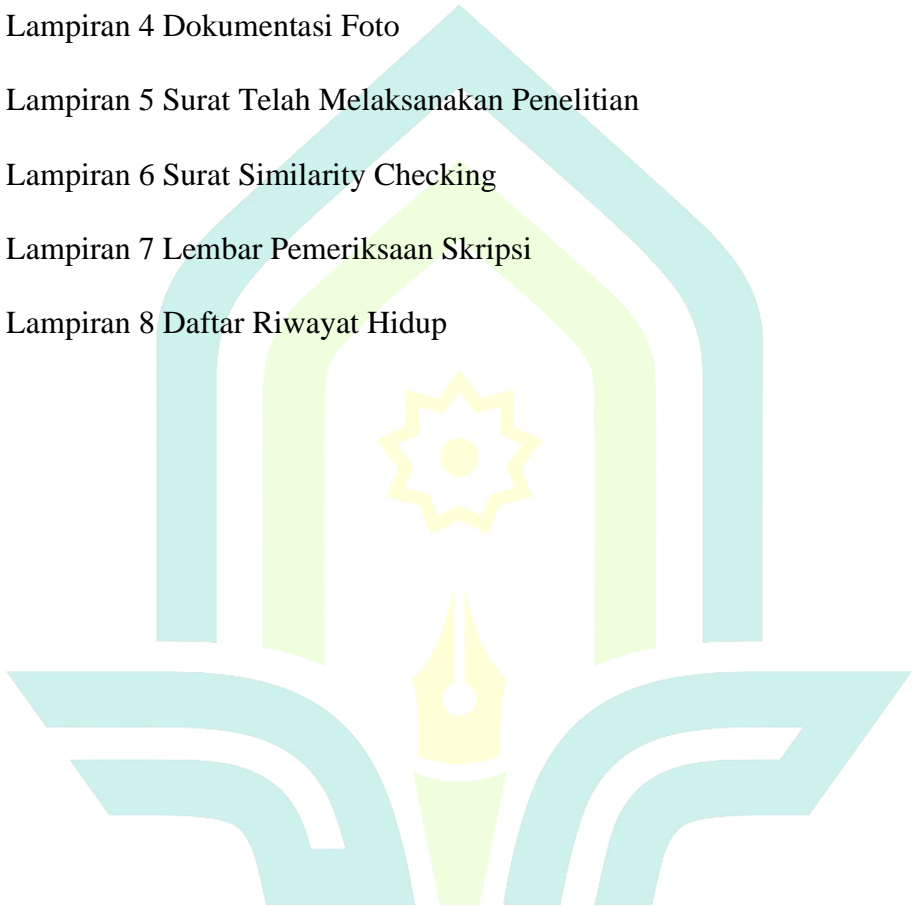 Lampiran 4 Dokumentasi Foto
Lampiran 5 Surat Telah Melaksanakan Penelitian
Lampiran 6 Surat Similarity Checking
Lampiran 7 Lembar Pemeriksaan Skripsi
Lampiran 8 Daftar Riwayat Hidup